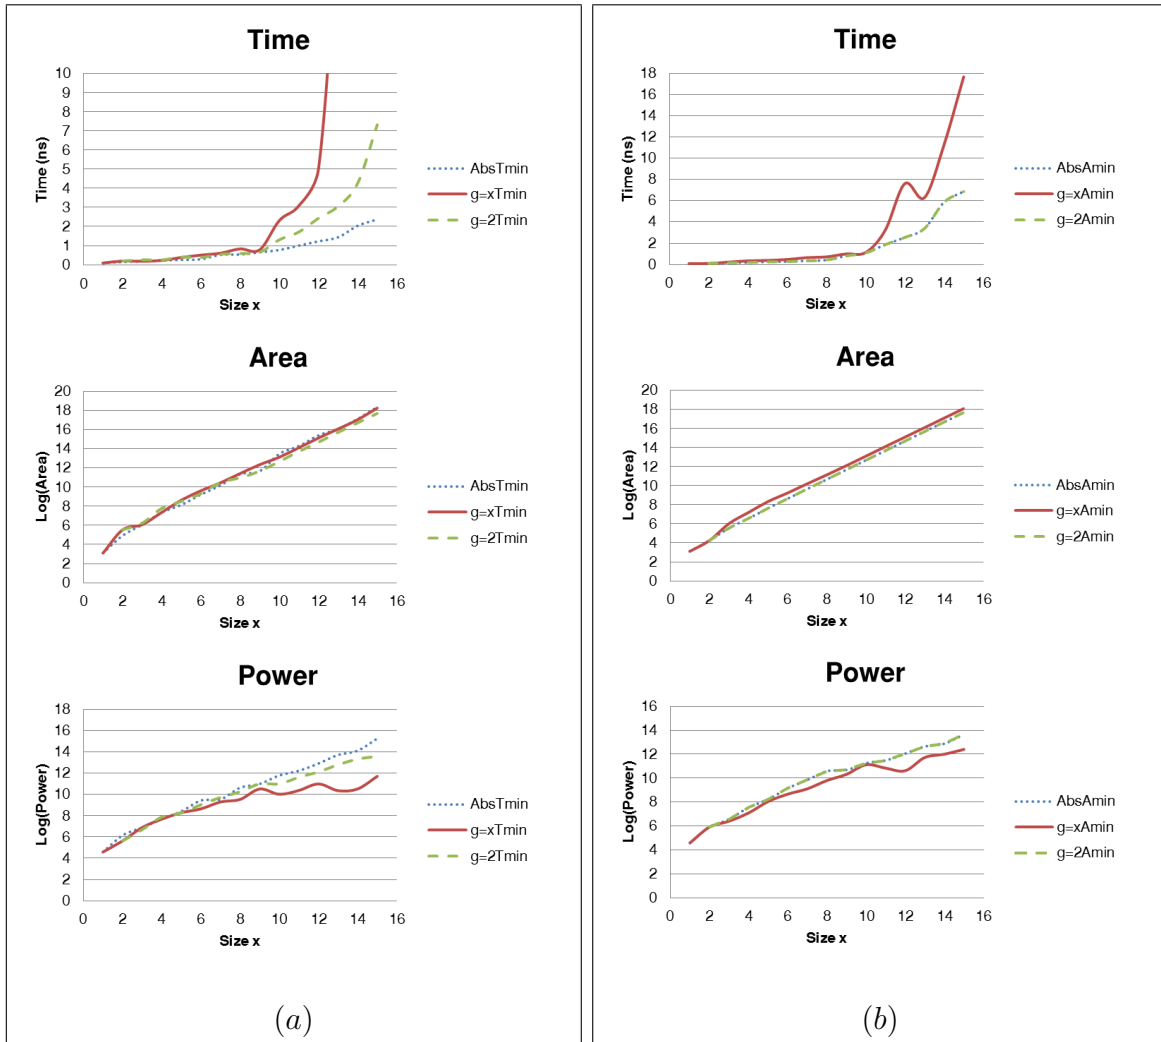 Time
10
9
8
7
6
5
4
3
2
1
0
Time (ns)
0 2 4 6 8 10 12 14 16
Size x
AbsTmin
g=xTmin
g=2Tmin
Area
20
18
16
14
12
10
8
6
4
2
0
Log(Area)
0 2 4 6 8 10 12 14 16
Size x
AbsTmin
g=xTmin
g=2Tmin
Power
18
16
14
12
10
8
6
4
2
0
Log(Power)
0 2 4 6 8 10 12 14 16
Size x
AbsTmin
g=xTmin
g=2Tmin
(a)
Time
18
16
14
12
10
8
6
4
2
0
Time (ns)
0 2 4 6 8 10 12 14 16
Size x
AbsAmin
g=xAmin
g=2Amin
Area
20
18
16
14
12
10
8
6
4
2
0
Log(Area)
0 2 4 6 8 10 12 14 16
Size x
AbsAmin
g=xAmin
g=2Amin
Power
16
14
12
10
8
6
4
2
0
Log(Power)
0 2 4 6 8 10 12 14 16
Size x
AbsAmin
g=xAmin
g=2Amin
(b)